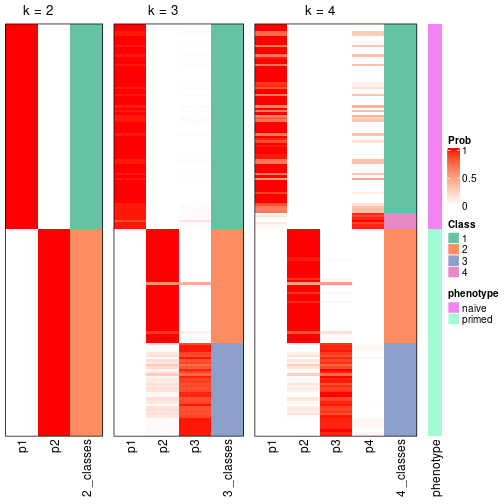 k = 2
k = 3
k = 4
Prob
1
0.5
0
Class
1
2
3
4
phenotype
naive
primed
p1
p2
2_classes
p1
p2
p3
3_classes
p1
p2
p3
p4
4_classes
phenotype